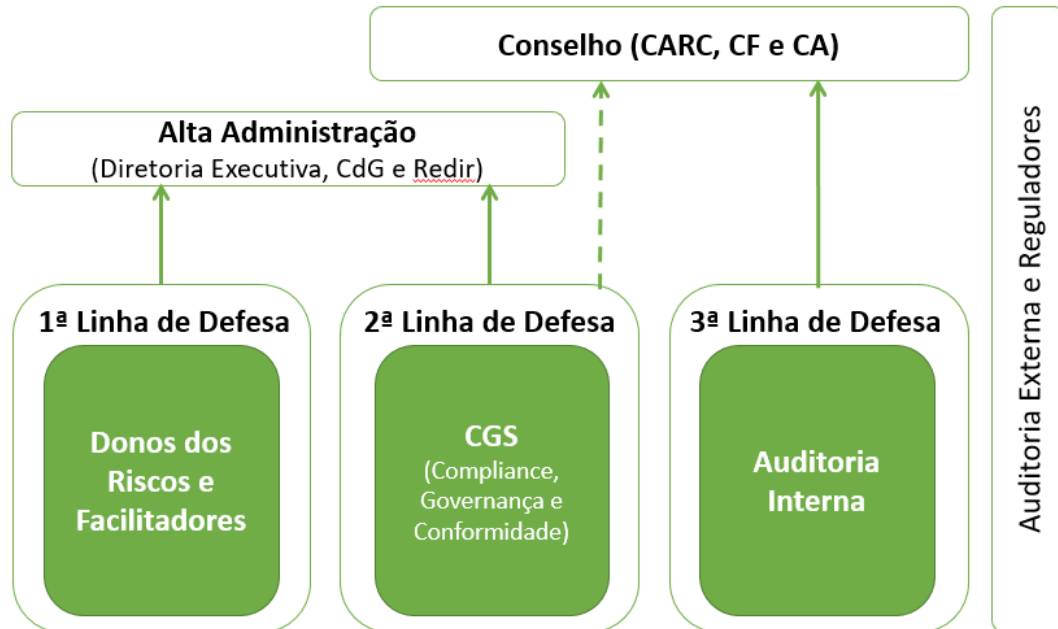 Conselho (CARC, CF e CA)
Alta Administração
(Diretoria Executiva, CdG e Redir)
1ª Linha de Defesa
Donos dos
Riscos e
Facilitadores
2ª Linha de Defesa
CGS
(Compliance,
Governança e
Conformidade)
3ª Linha de Defesa
Auditoria
Interna
Auditoria Externa e Reguladores